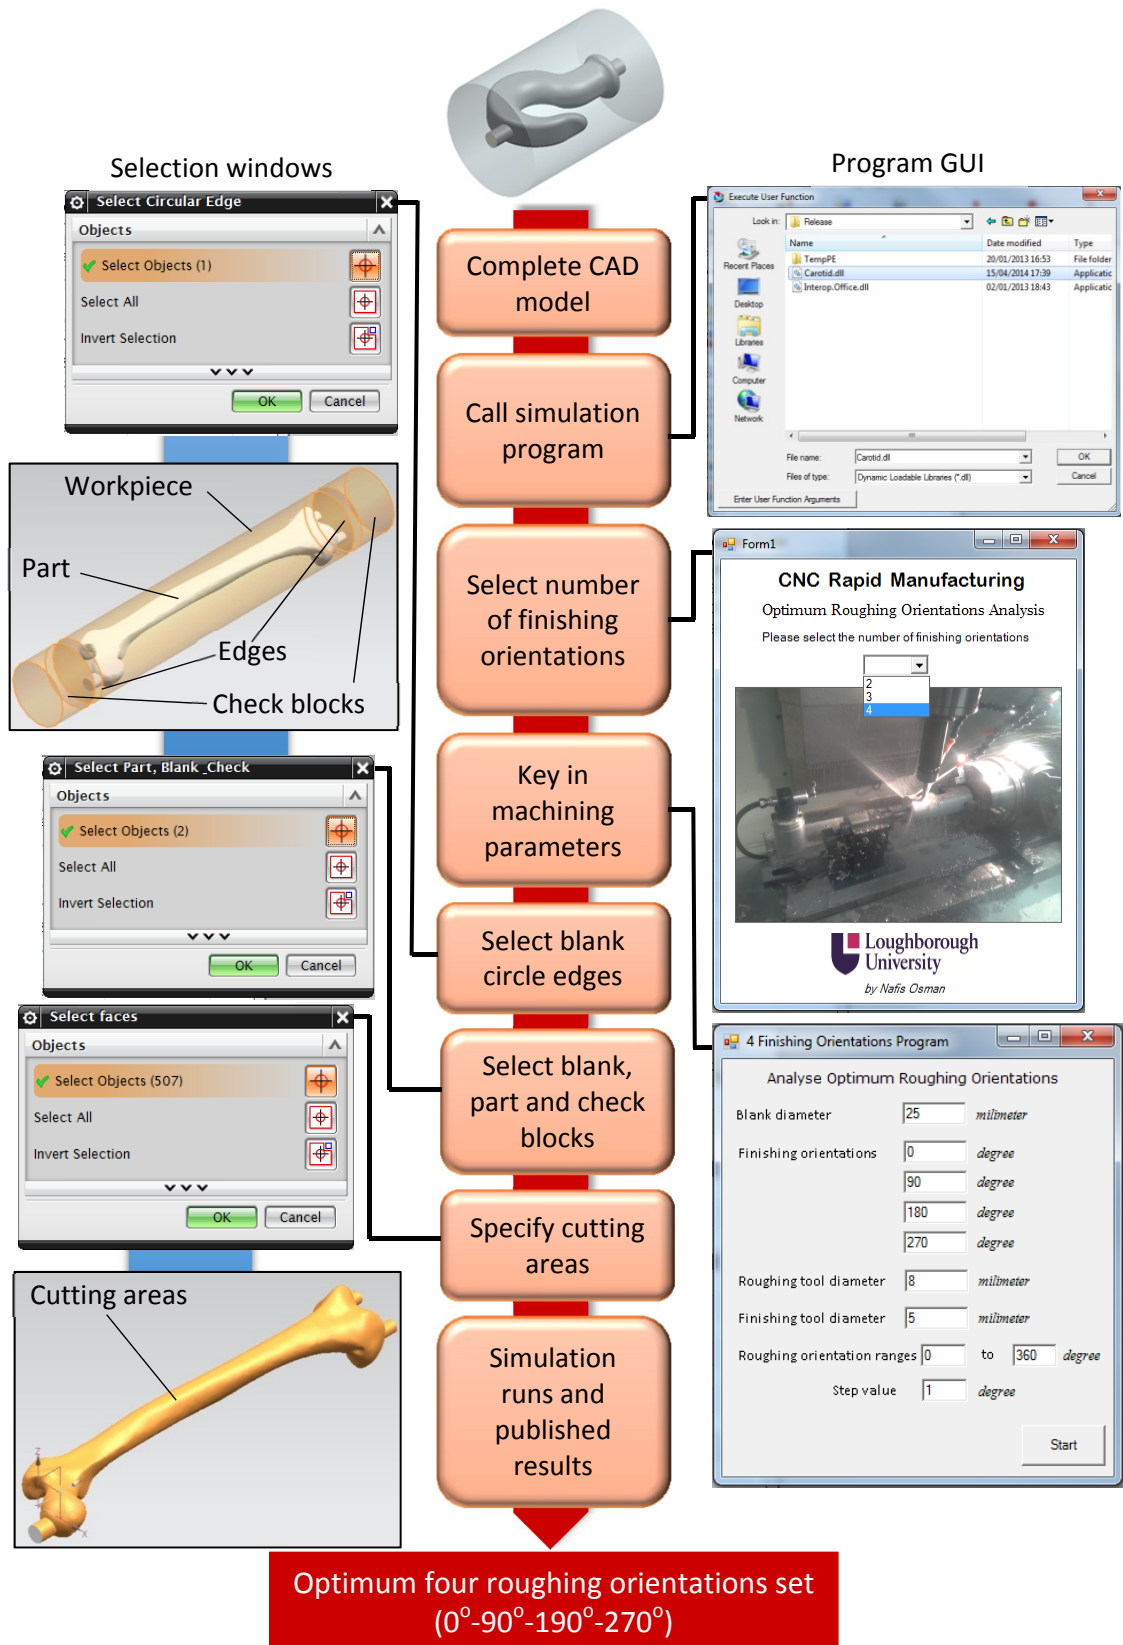 Selection windows
Program GUI
Select Circular Edge
Objects
Select Objects (1)
Select All
Invert Selection
OK Cancel
Workpiece
Part
Edges
Check blocks
Select Part, Blank_Check
Objects
Select Objects (2)
Select All
Invert Selection
OK Cancel
Select faces
Objects
Select Objects (507)
Select All
Invert Selection
OK Cancel
Cutting areas
Complete CAD
model
Call simulation
program
Select number
of finishing
orientations
Key in
machining
parameters
Select blank
circle edges
Select blank,
part and check
blocks
Specify cutting
areas
Simulation
runs and
published
results
Optimum four roughing orientations set
(0°-90°-190°-270°)
Execute User Function
Look in: Release
Name Date modified Type
TempPE 20/01/2013 16:53 File folder
Carotid.dll 15/04/2014 17:39 Applicatic
Interop.Office.dll 02/01/2013 18:43 Applicatic
Recent Places
Desktop
Libraries
Computer
Network
File name: Carotid.dll OK
Files of type: Dynamic Loadable Libraries (*.dll) Cancel
Enter User Function Arguments
Form1
CNC Rapid Manufacturing
Optimum Roughing Orientations Analysis
Please select the number of finishing orientations
2
3
4
Loughborough
University
by Nafis Osman
4 Finishing Orientations Program
Analyse Optimum Roughing Orientations
Blank diameter 25 milimeter
Finishing orientations 0 degree
90 degree
180 degree
270 degree
Roughing tool diameter 8 milimeter
Finishing tool diameter 5 milimeter
Roughing orientation ranges 0 to 360 degree
Step value 1 degree
Start